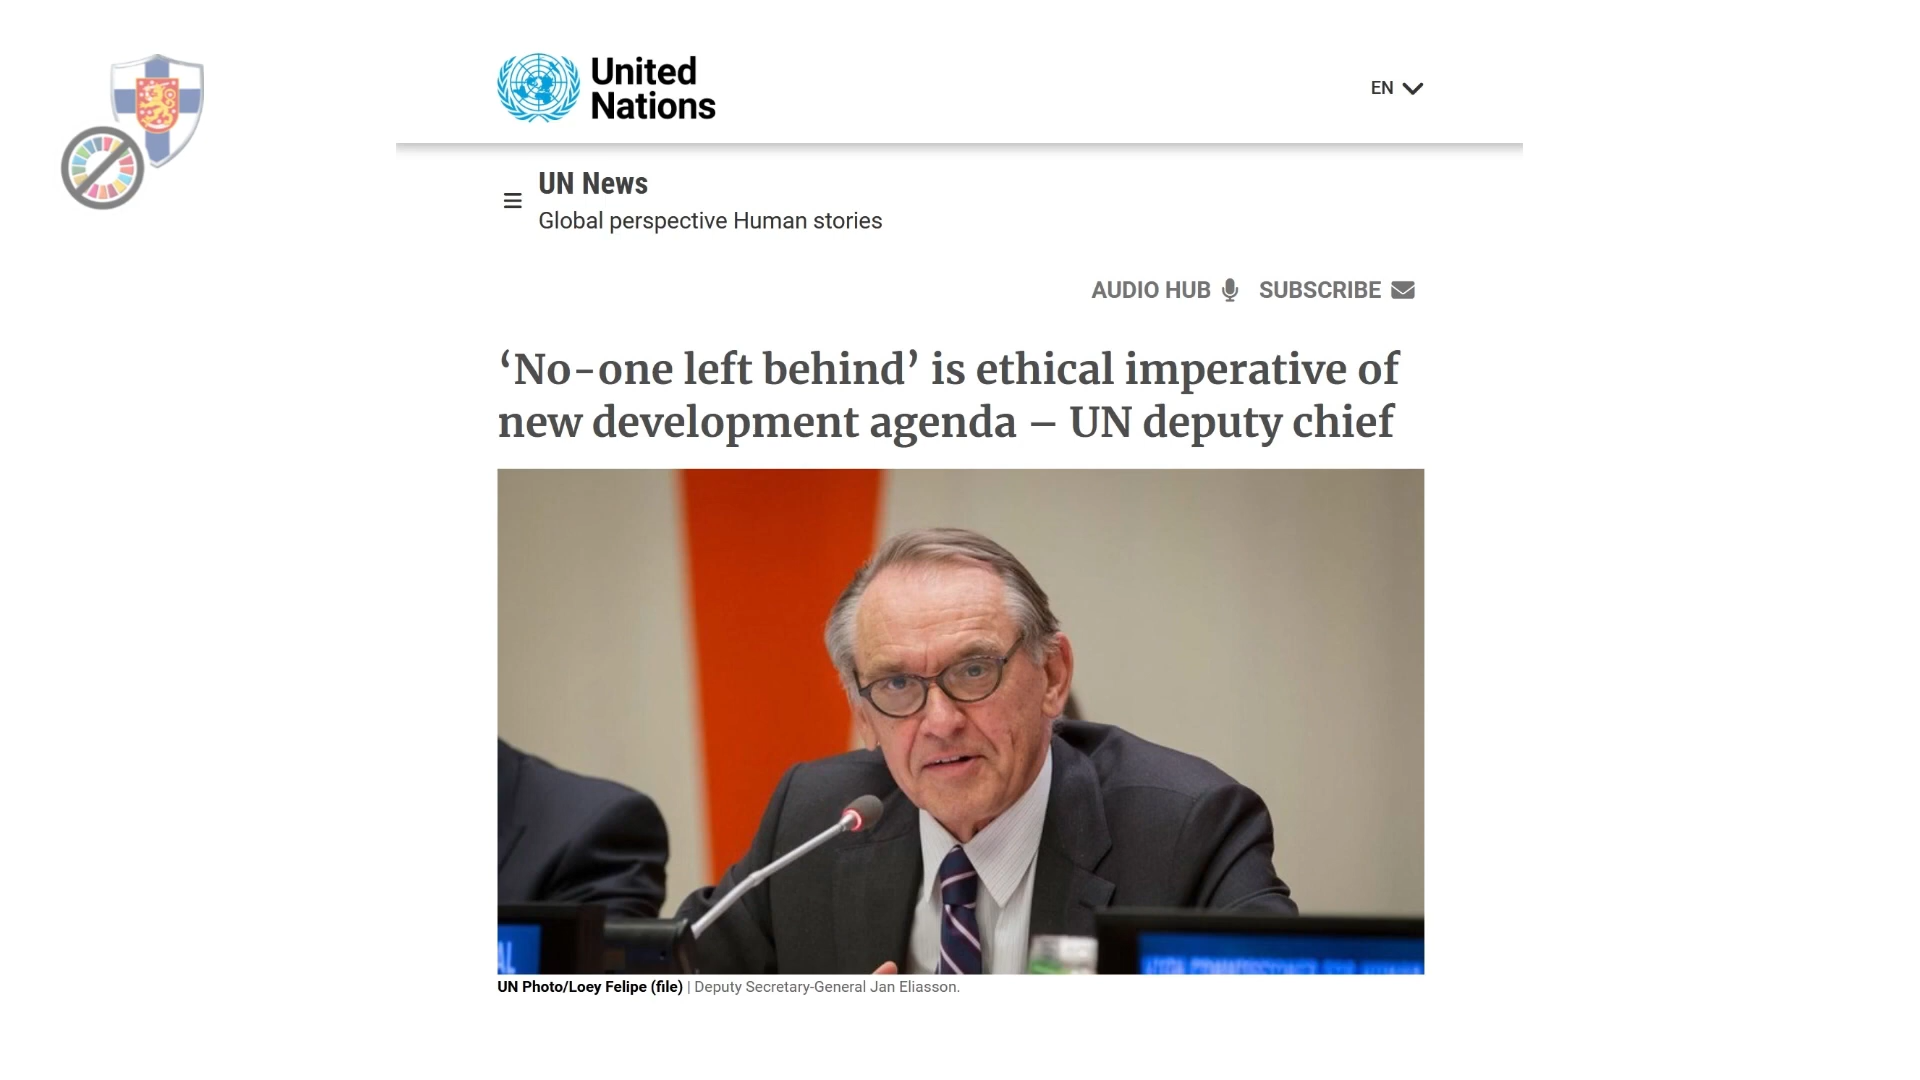 United
Nations
EN
UN News
Global perspective Human stories
AUDIO HUB SUBSCRIBE
‘No-one left behind’ is ethical imperative of
new development agenda – UN deputy chief
AL
UN Photo/Loey Felipe (file) | Deputy Secretary-General Jan Eliasson.